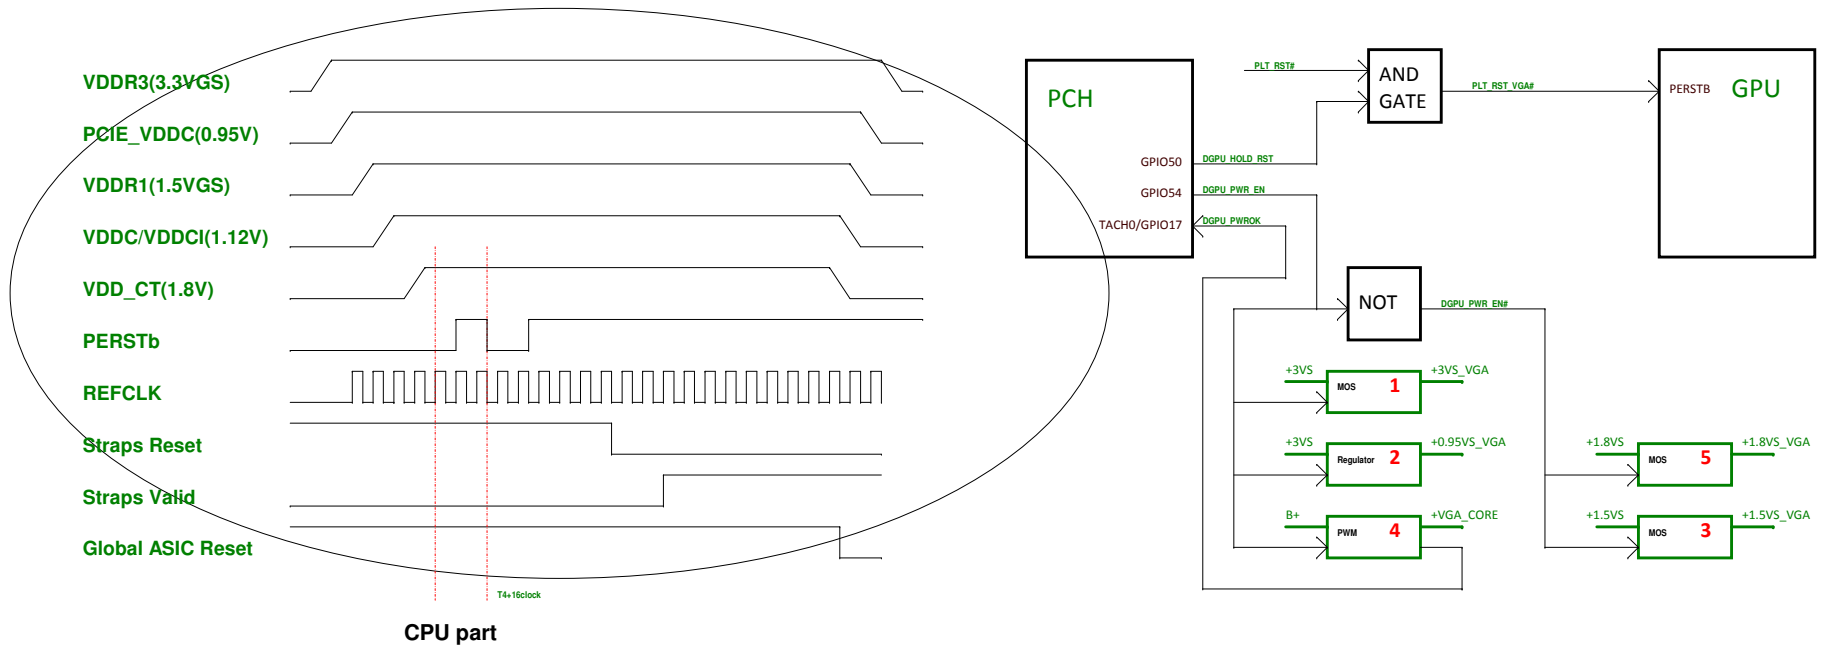 VDDR3(3.3VGS)
PCIE_VDDC(0.95V)
VDDR1(1.5VGS)
VDDC/VDDCI(1.12V)
VDD_CT(1.8V)
PERSTb
REFCLK
Straps Reset
Straps Valid
Global ASIC Reset
T4+16clock
CPU part
PCH
GPIO50
GPIO54
TACH0/GPIO17
DGPU_HOLD_RST
DGPU_PWR_EN
DGPU_PWROK
PLT_RST#
AND
GATE
PLT_RST_VGA#
PERSTB
GPU
NOT
DGPU_PWR_EN#
+3VS
MOS
1
+3VS_VGA
+3VS
Regulator
2
+0.95VS_VGA
B+
PWM
4
+VGA_CORE
+1.8VS
MOS
5
+1.8VS_VGA
+1.5VS
MOS
3
+1.5VS_VGA